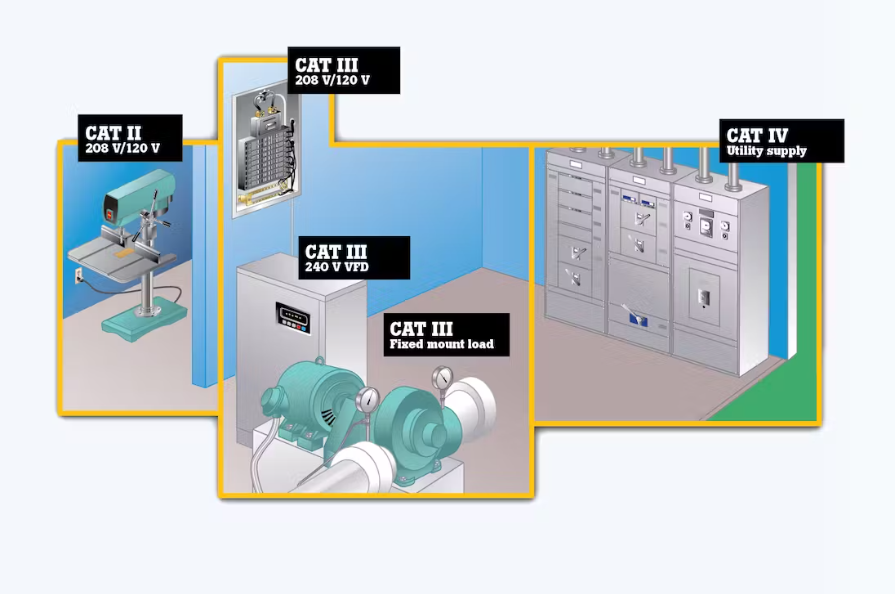 CAT III
208 V/120 V
CAT II
208 V/120 V
CAT IV
Utility supply
CAT III
240 V VFD
CAT III
Fixed mount load